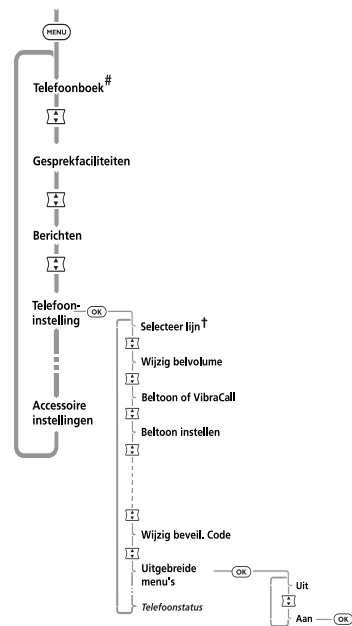 MENU
Telefoonboek#
Gesprekfaciliteiten
Berichten
Telefoon-
instelling
OK
Selecteer lijn†
Wijzig belvolume
Beltoon of VibraCall
Beltoon instellen
Accessoire
instellingen
Wijzig beveil. Code
Uitgebreide
menu's
OK
Uit
Aan
OK
Telefoonstatus